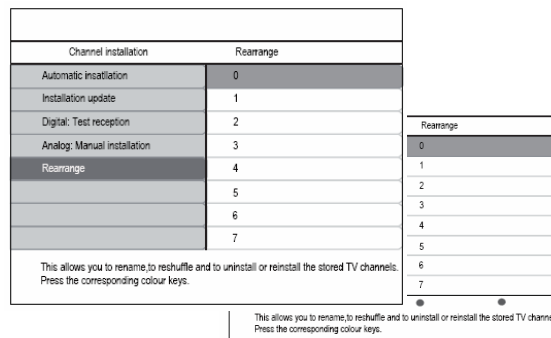 Channel installation Rearrange
Automatic insatllation 0
Installation update 1
Digital: Test reception 2
Analog: Manual installation 3
Rearrange 4
5
6
7
This allows you to rename,to reshuffle and to uninstall or reinstall the stored TV channels.
Press the corresponding colour keys.
Rearrange
0
1
2
3
4
5
6
7
This allows you to rename,to reshuffle and to uninstall or reinstall the stored TV
Press the corresponding colour keys.